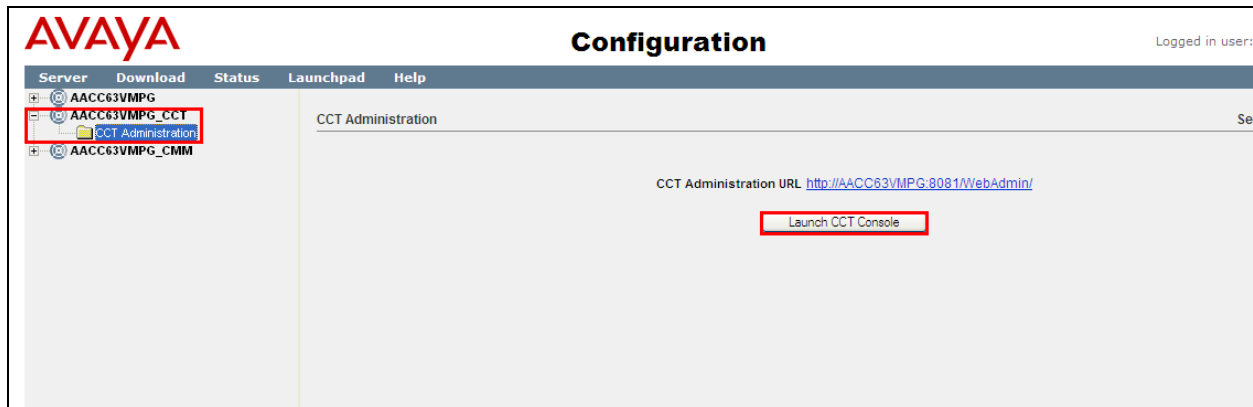 AVAYA
Configuration
Logged in user:
Server Download Status Launchpad Help
AACC63VMPG
AACC63VMPG_CCT
CCT Administration
AACC63VMPG_CMM
CCT Administration
Se
CCT Administration URL http://AACC63VMPG:8081/WebAdmin/
Launch CCT Console